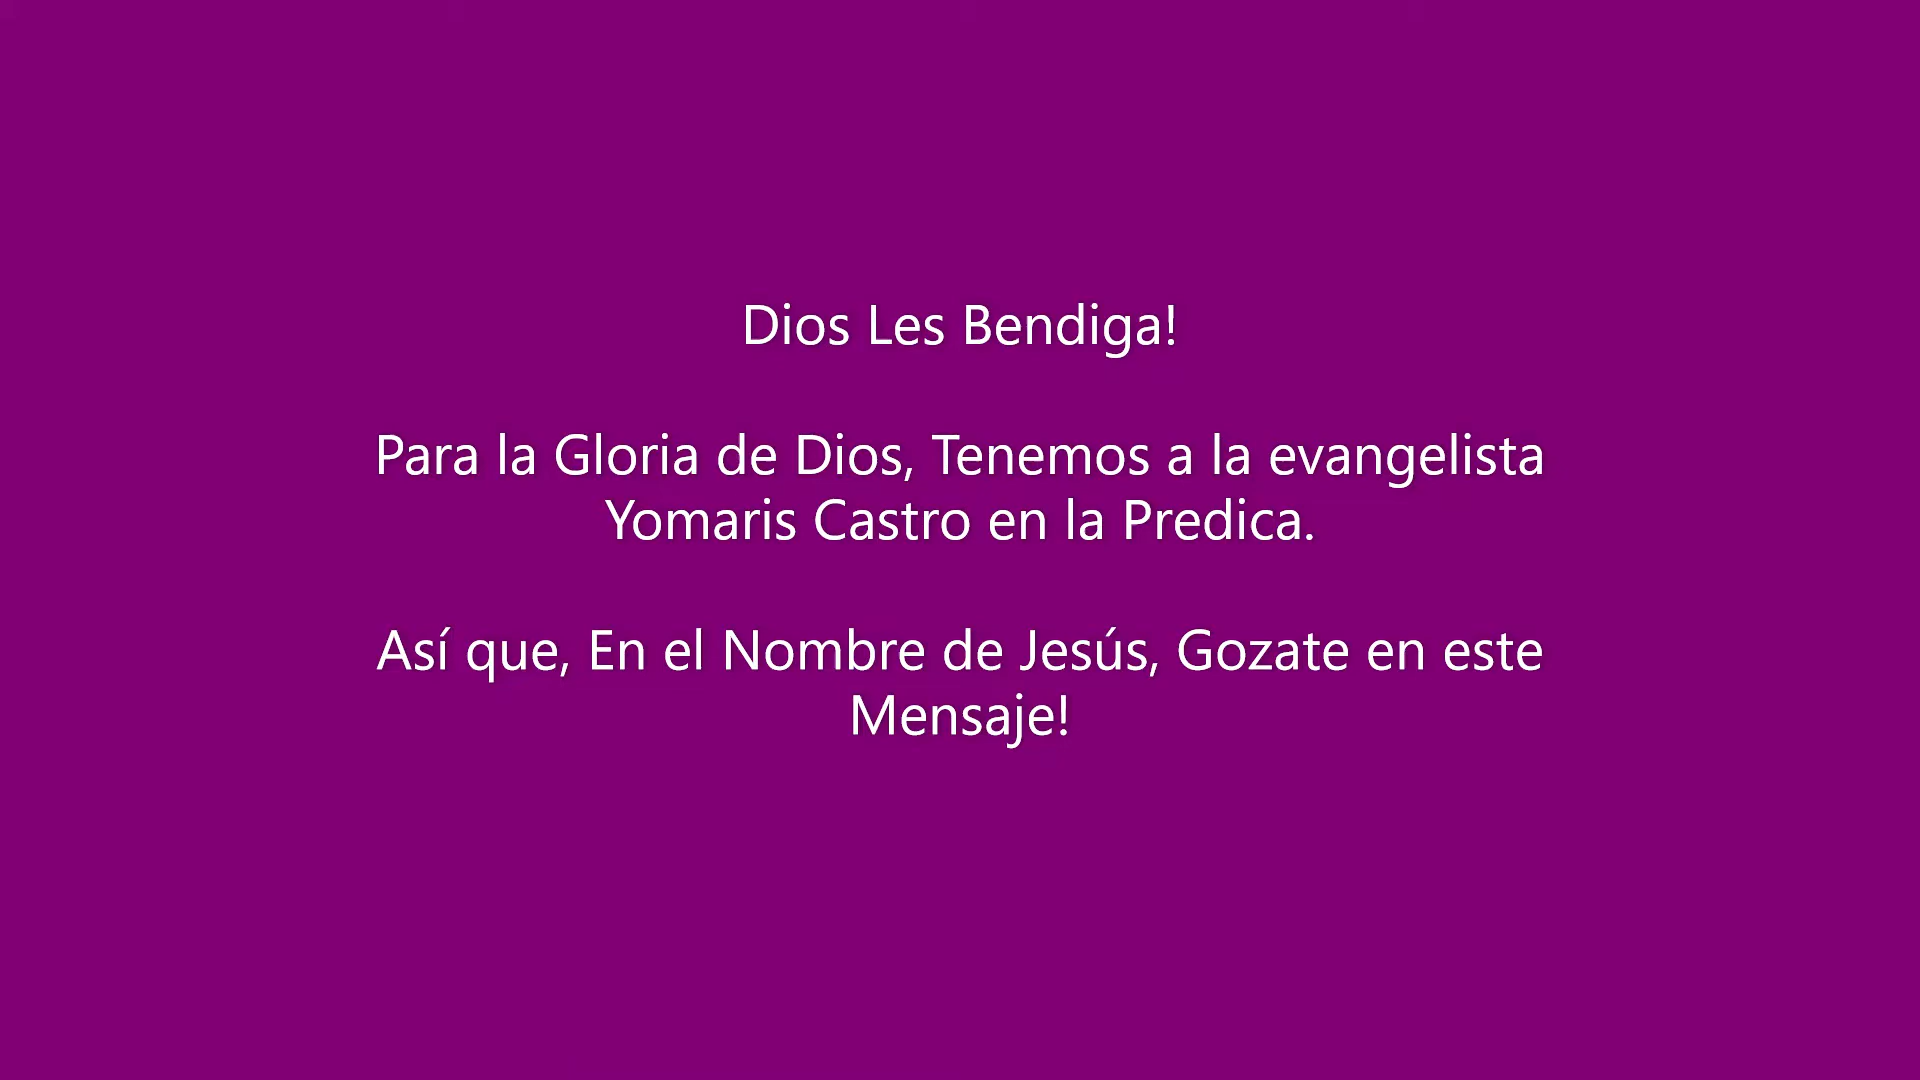 Dios Les Bendiga!
Para la Gloria de Dios, Tenemos a la evangelista
Yomaris Castro en la Predica.
Así que, En el Nombre de Jesús, Gozate en este
Mensaje!